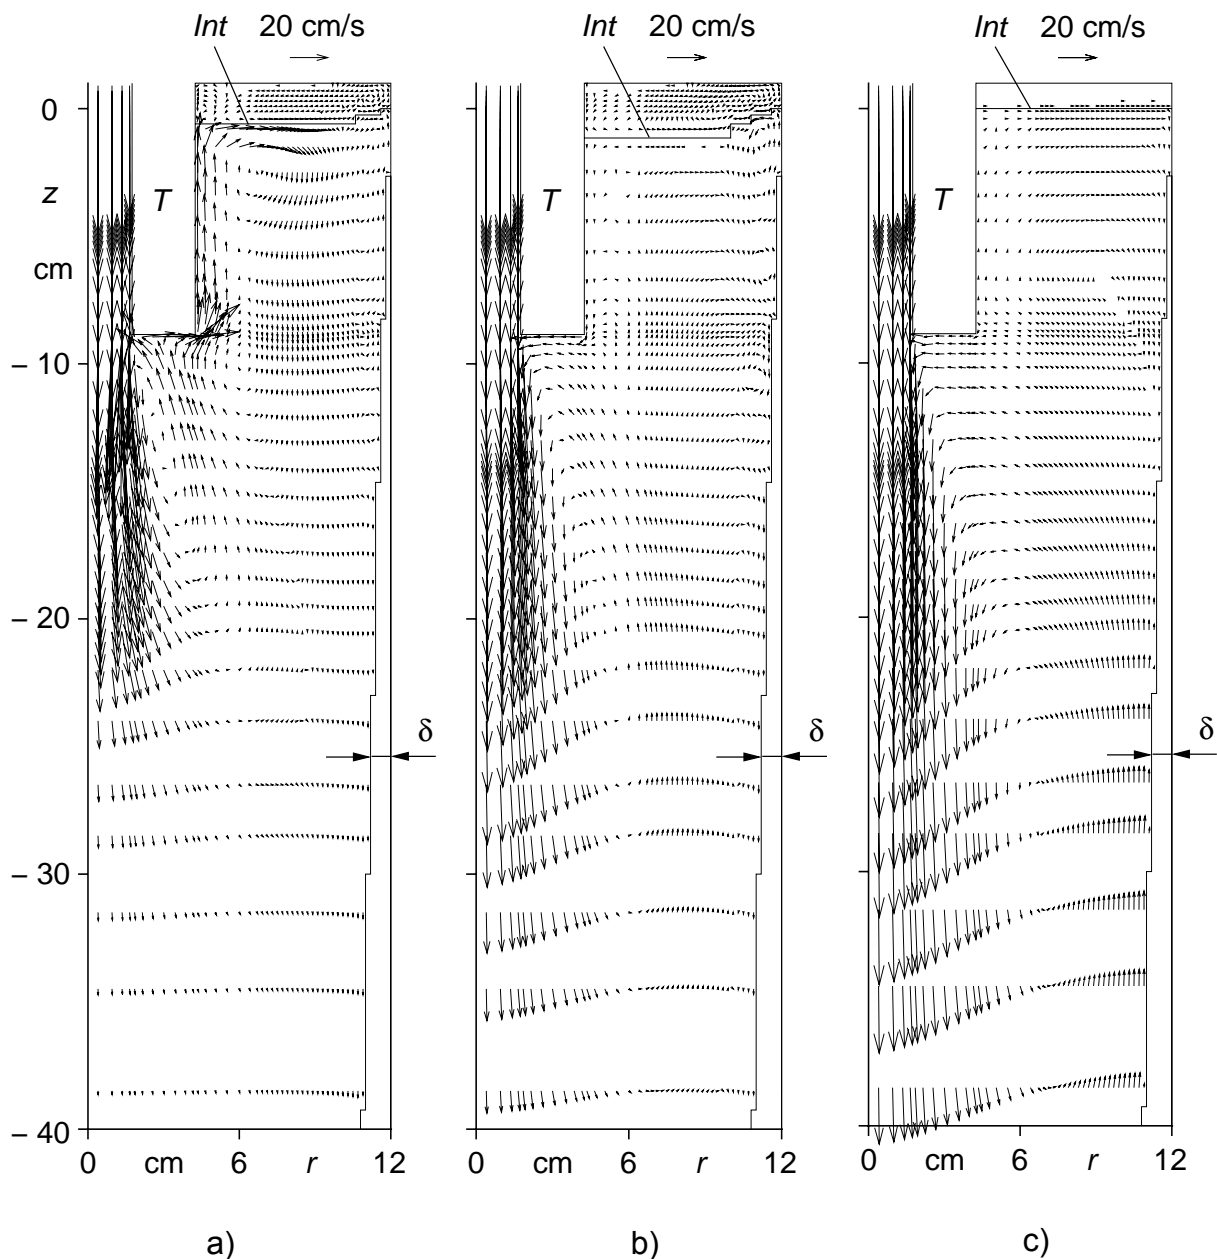 Int 20 cm/s
Int 20 cm/s
Int 20 cm/s
0
z
T
T
T
cm
– 10
– 20
δ
δ
δ
– 30
– 40
0 cm 6 r 12
0 cm 6 r 12
0 cm 6 r 12
a)
b)
c)